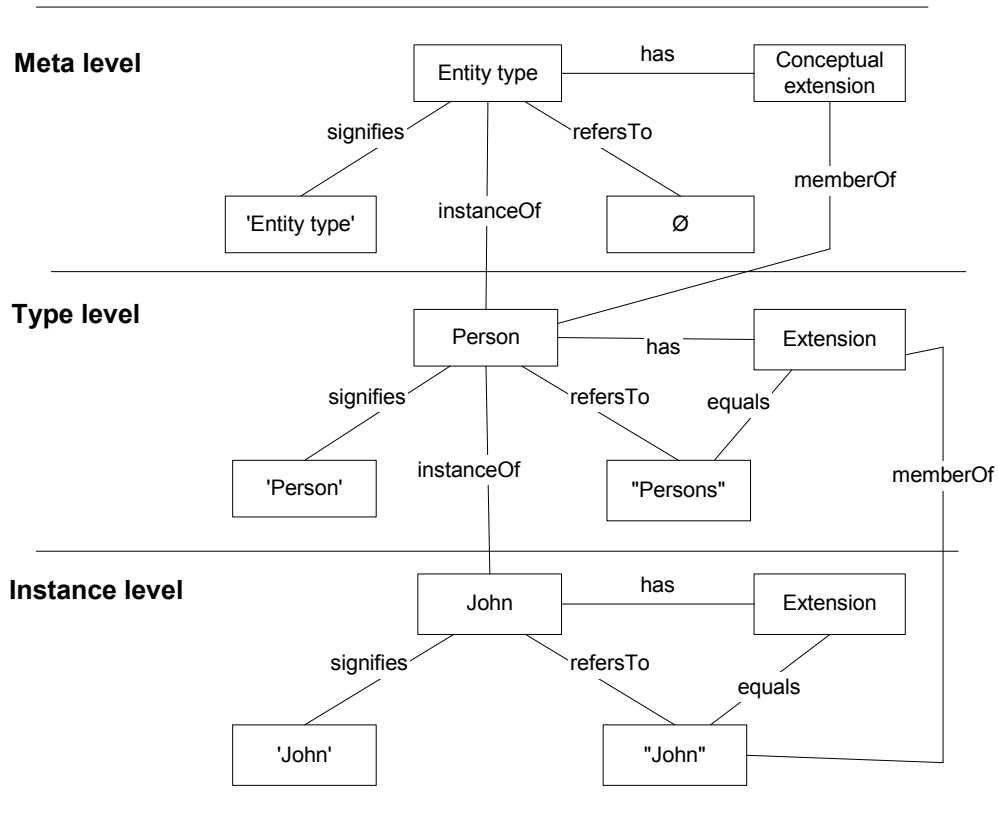 Meta level
Entity type
has
Conceptual
extension
signifies
refersTo
memberOf
'Entity type'
instanceOf
Ø
Type level
Person
has
Extension
signifies
refersTo
equals
'Person'
instanceOf
"Persons"
memberOf
Instance level
John
has
Extension
signifies
refersTo
equals
'John'
"John"